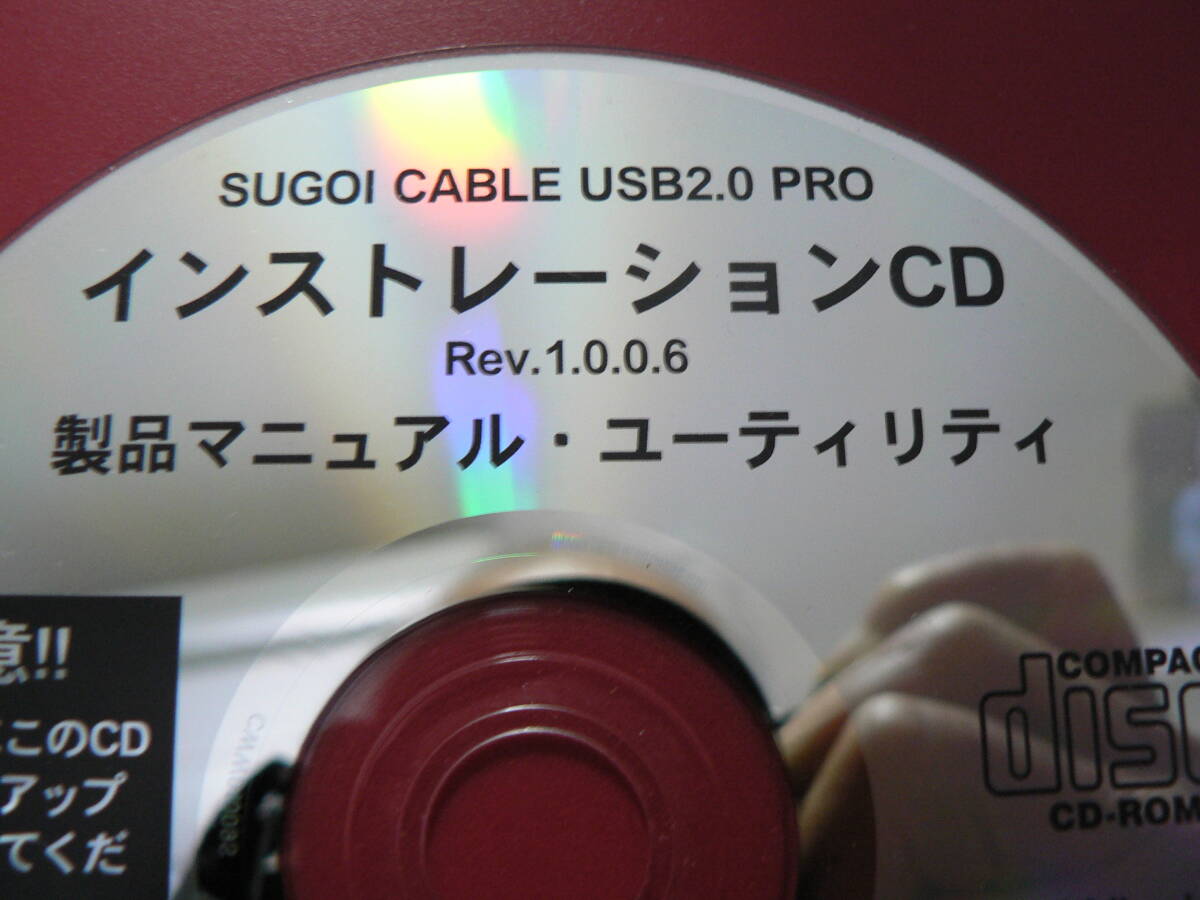 SUGOI CABLE USB2.0 PRO
インストレーションCD
Rev.1.0.0.6
製品マニュアル・ユーティリティ
意!!
このCD
アップ
てくだ
COMPAC
disc
CD-ROM